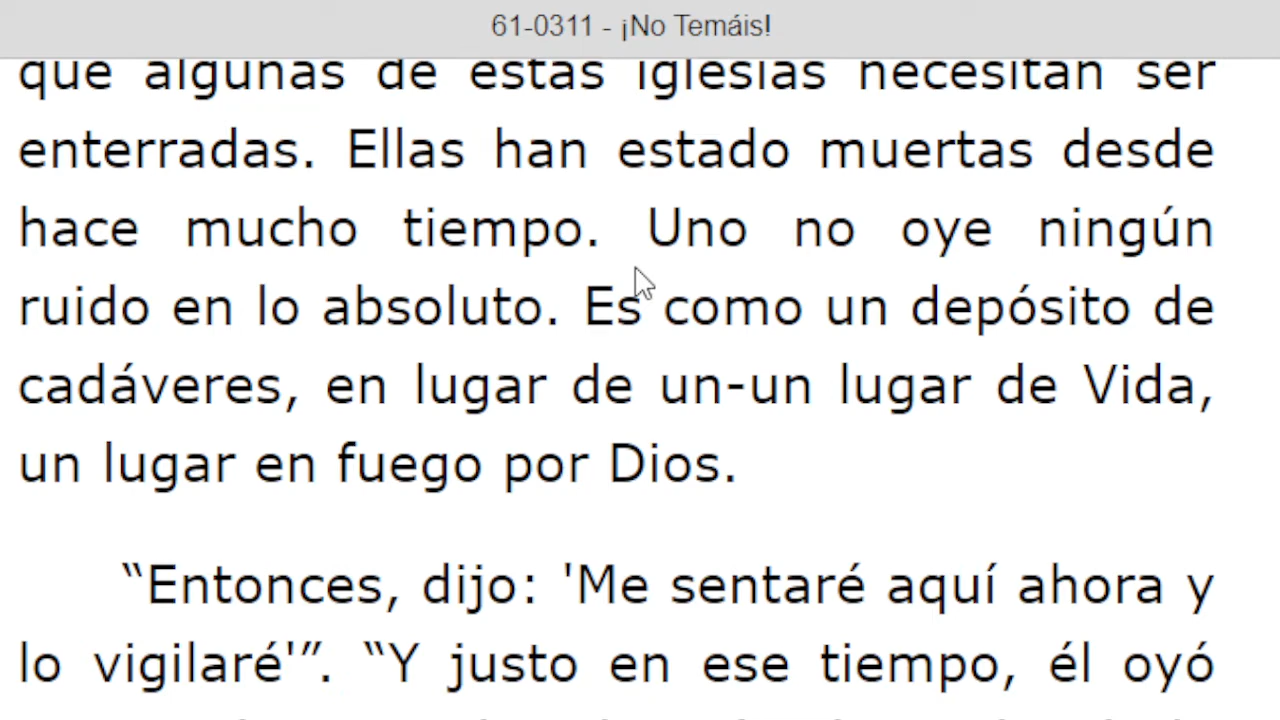 61-0311 - ¡No Temáis!
que algunas de estas iglesias necesitan ser
enterradas. Ellas han estado muertas desde
hace mucho tiempo. Uno no oye ningún
ruido en lo absoluto. Es como un depósito de
cadáveres, en lugar de un-un lugar de Vida,
un lugar en fuego por Dios.
“Entonces, dijo: 'Me sentaré aquí ahora y
lo vigilaré'”. “Y justo en ese tiempo, él oyó